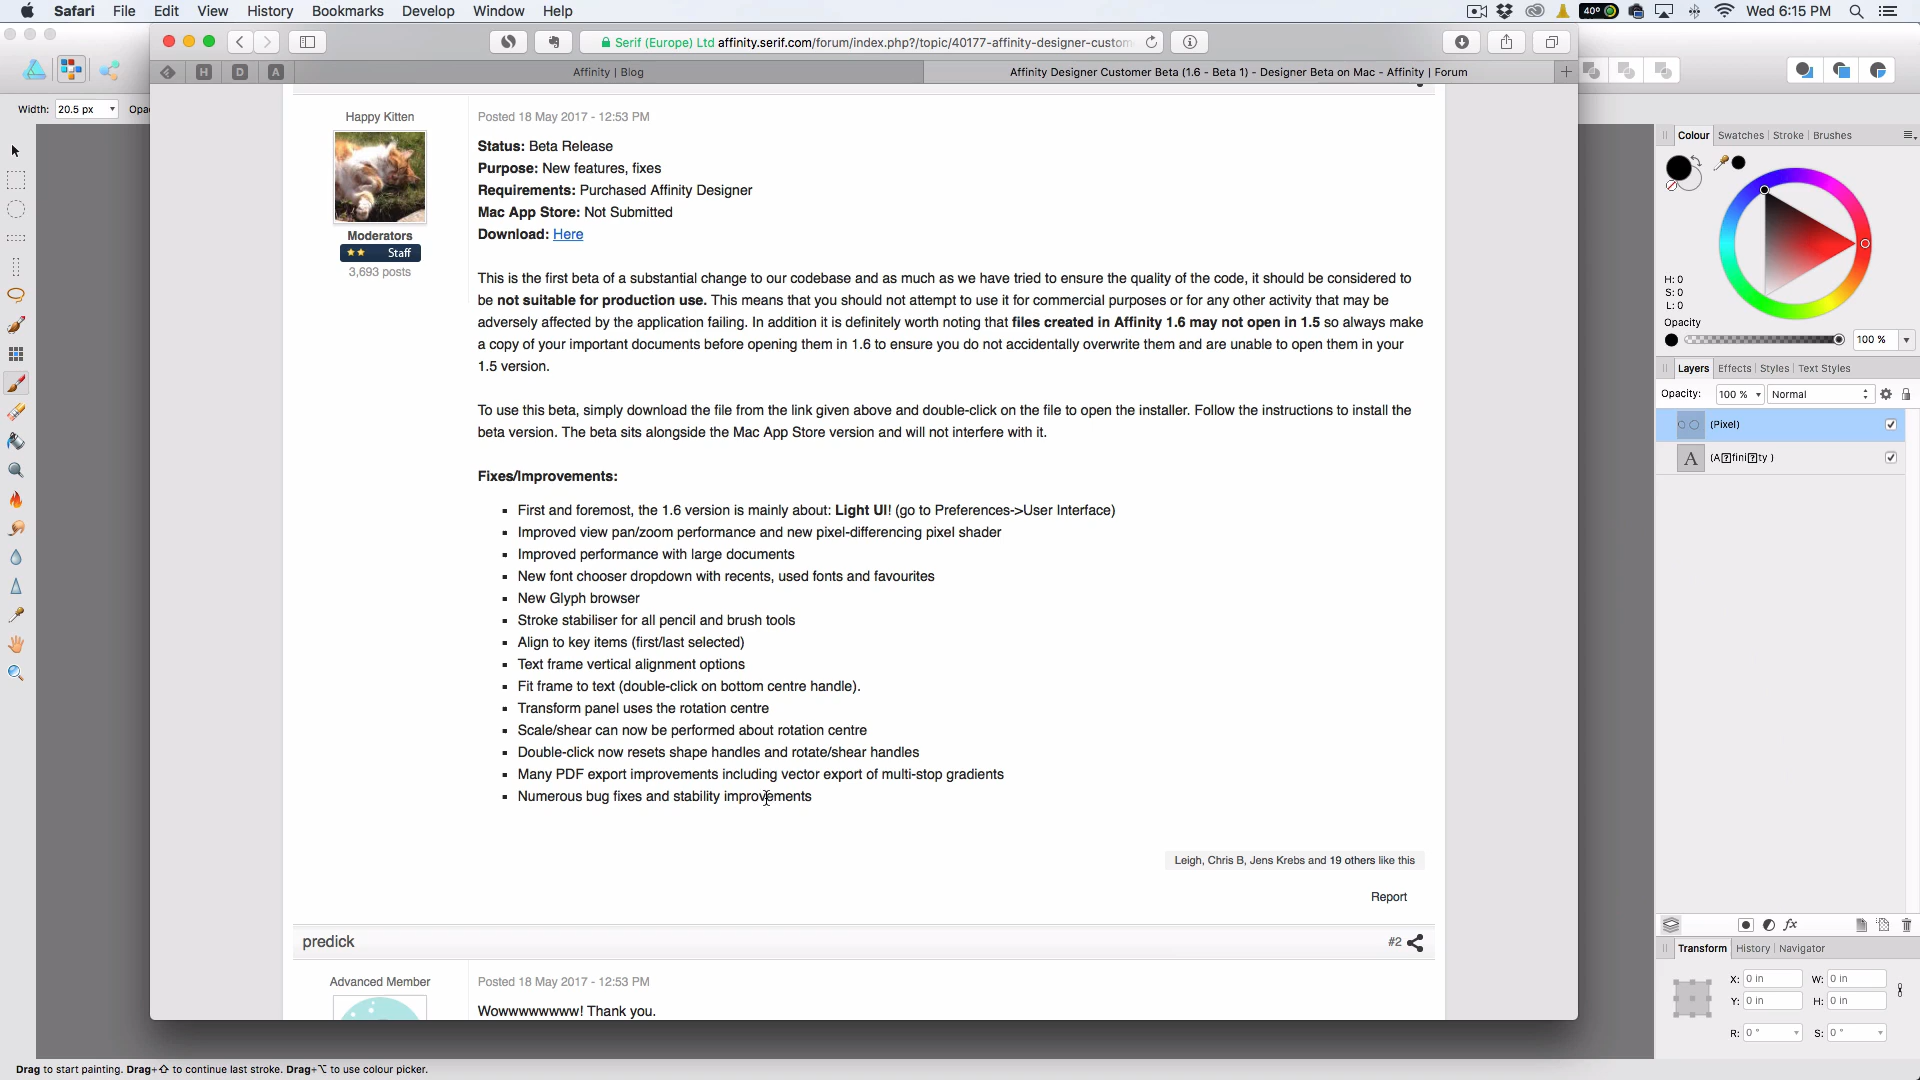 Safari File Edit View History Bookmarks Develop Window Help
40° Wed 6:15 PM
Serif (Europe) Ltd affinity.serif.com/forum/index.php?/topic/40177-affinity-designer-custom
H D A
Affinity | Blog
Affinity Designer Customer Beta (1.6 - Beta 1) - Designer Beta on Mac - Affinity | Forum
Width: 20.5 px Opa
Happy Kitten
Moderators
Staff
3,693 posts
Posted 18 May 2017 - 12:53 PM
Status: Beta Release
Purpose: New features, fixes
Requirements: Purchased Affinity Designer
Mac App Store: Not Submitted
Download: Here
This is the first beta of a substantial change to our codebase and as much as we have tried to ensure the quality of the code, it should be considered to
be not suitable for production use. This means that you should not attempt to use it for commercial purposes or for any other activity that may be
adversely affected by the application failing. In addition it is definitely worth noting that files created in Affinity 1.6 may not open in 1.5 so always make
a copy of your important documents before opening them in 1.6 to ensure you do not accidentally overwrite them and are unable to open them in your
1.5 version.
To use this beta, simply download the file from the link given above and double-click on the file to open the installer. Follow the instructions to install the
beta version. The beta sits alongside the Mac App Store version and will not interfere with it.
Fixes/Improvements:
▪ First and foremost, the 1.6 version is mainly about: Light UI! (go to Preferences->User Interface)
▪ Improved view pan/zoom performance and new pixel-differencing pixel shader
▪ Improved performance with large documents
▪ New font chooser dropdown with recents, used fonts and favourites
▪ New Glyph browser
▪ Stroke stabiliser for all pencil and brush tools
▪ Align to key items (first/last selected)
▪ Text frame vertical alignment options
▪ Fit frame to text (double-click on bottom centre handle).
▪ Transform panel uses the rotation centre
▪ Scale/shear can now be performed about rotation centre
▪ Double-click now resets shape handles and rotate/shear handles
▪ Many PDF export improvements including vector export of multi-stop gradients
▪ Numerous bug fixes and stability improvements
Leigh, Chris B, Jens Krebs and 19 others like this
Report
predick
#2
Advanced Member
Posted 18 May 2017 - 12:53 PM
Wowwwwwwww! Thank you.
Colour Swatches Stroke Brushes
H: 0
S: 0
L: 0
Opacity
100 %
Layers Effects Styles Text Styles
Opacity: 100 % Normal
(Pixel)
A (A?fini?ty )
fx
Transform History Navigator
X: 0 in W: 0 in
Y: 0 in H: 0 in
R: 0 ° S: 0 °
Drag to start painting. Drag+⇧ to continue last stroke. Drag+⌥ to use colour picker.